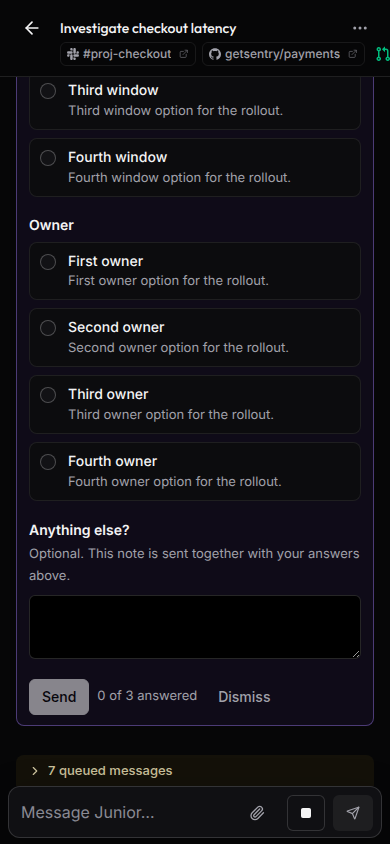 Investigate checkout latency
#proj-checkout
getsentry/payments
Third window
Third window option for the rollout.
Fourth window
Fourth window option for the rollout.
Owner
First owner
First owner option for the rollout.
Second owner
Second owner option for the rollout.
Third owner
Third owner option for the rollout.
Fourth owner
Fourth owner option for the rollout.
Anything else?
Optional. This note is sent together with your answers
above.
Send
0 of 3 answered
Dismiss
7 queued messages
Message Junior...